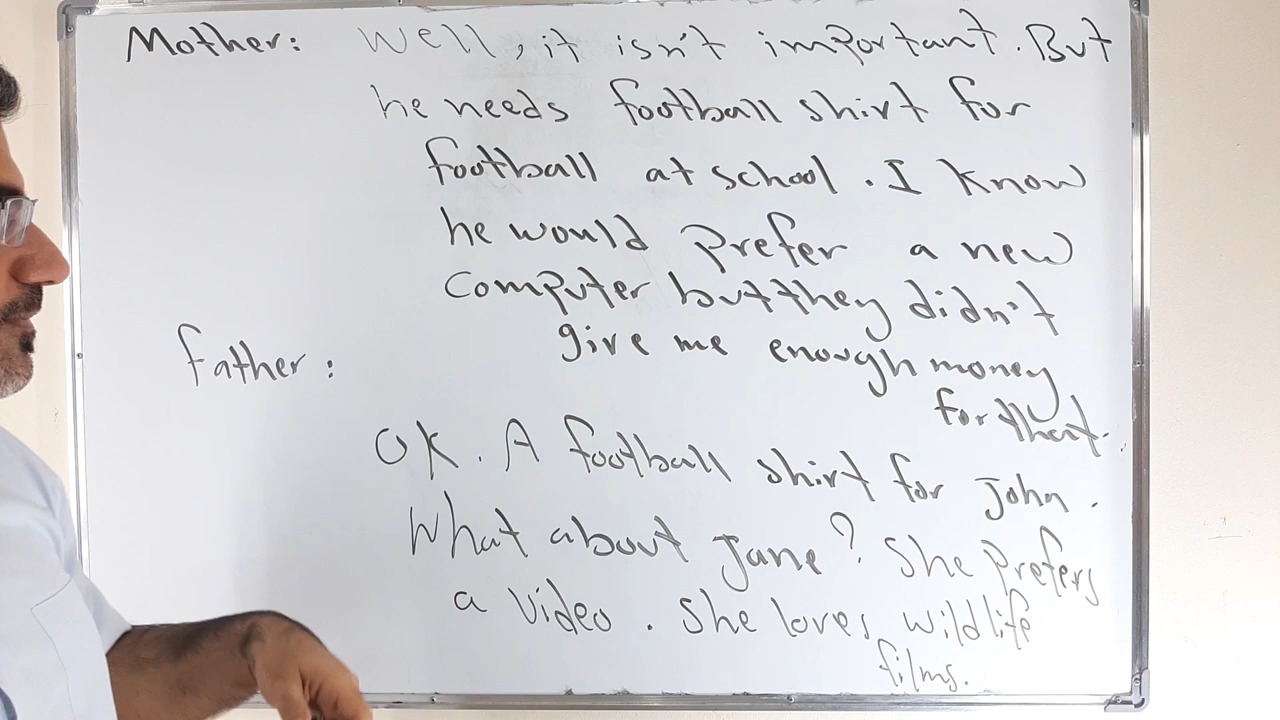 Mother: Well, it isn't important. But
he needs football shirt for
football at school. I know
he would prefer a new
computer but they didn't
give me enough money
for that.
father:
OK. A football shirt for John.
What about Jane? She prefers
a video. She loves wildlife
films.